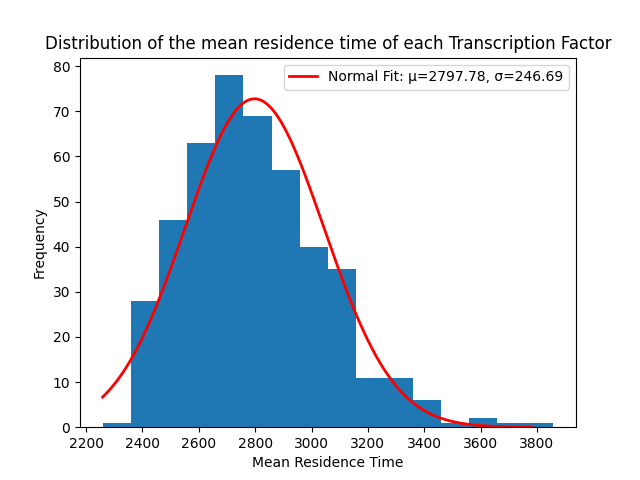 Distribution of the mean residence time of each Transcription Factor
Normal Fit: μ=2797.78, σ=246.69
Frequency
80
70
60
50
40
30
20
10
0
2200 2400 2600 2800 3000 3200 3400 3600 3800
Mean Residence Time